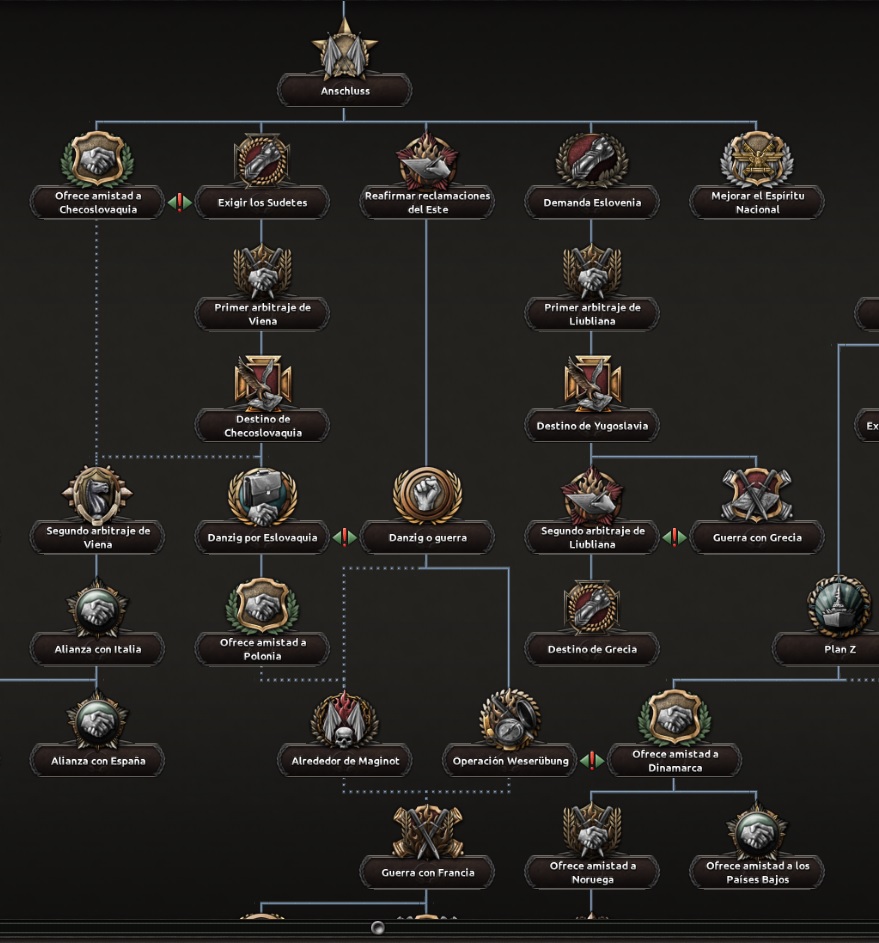 Anschluss
Ofrece amistad a
Checoslovaquia
Exigir los Sudetes
Reafirmar reclamaciones
del Este
Demanda Eslovenia
Mejorar el Espíritu
Nacional
Primer arbitraje de
Viena
Primer arbitraje de
Liubliana
Destino de
Checoslovaquia
Destino de Yugoslavia
Ex
Segundo arbitraje de
Viena
Danzig por Eslovaquia
Danzig o guerra
Segundo arbitraje de
Liubliana
Guerra con Grecia
Alianza con Italia
Ofrece amistad a
Polonia
Destino de Grecia
Plan Z
Alianza con España
Alrededor de Maginot
Operación Weserübung
Ofrece amistad a
Dinamarca
Guerra con Francia
Ofrece amistad a
Noruega
Ofrece amistad a los
Países Bajos